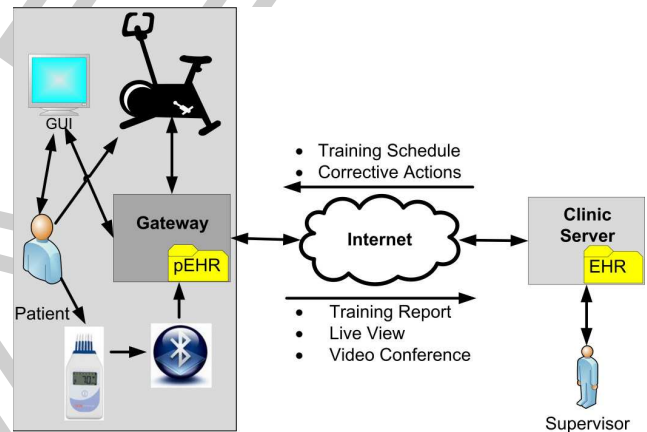 GUI
Gateway
pEHR
Patient
• Training Schedule
• Corrective Actions
Internet
• Training Report
• Live View
• Video Conference
Clinic
Server
EHR
Supervisor